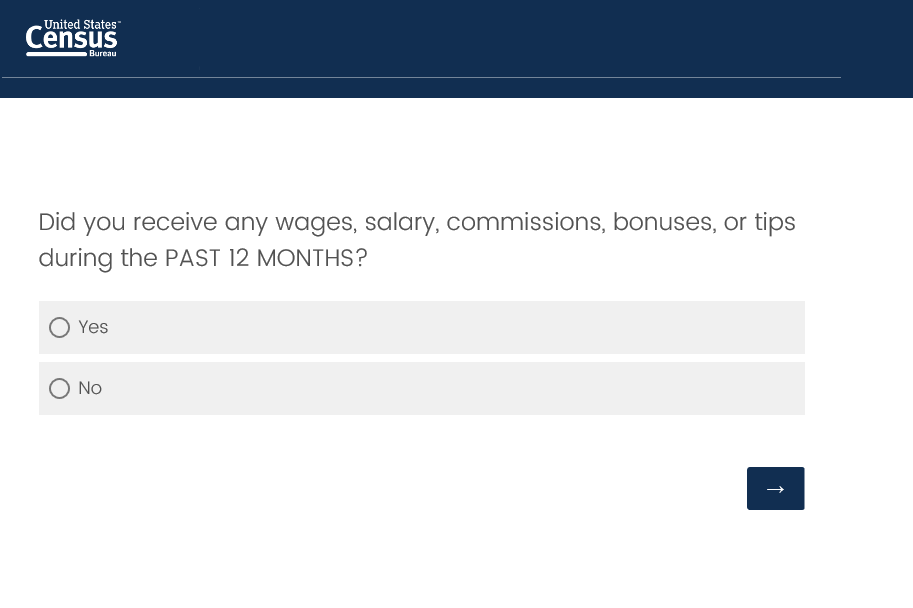 United States™
Census
Bureau
Did you receive any wages, salary, commissions, bonuses, or tips
during the PAST 12 MONTHS?
Yes
No
→